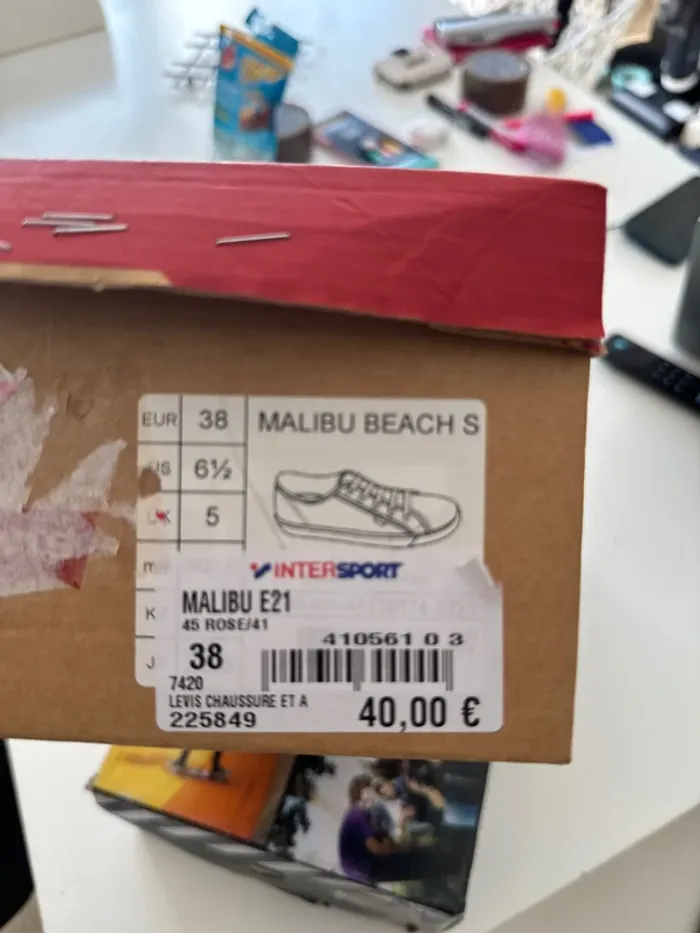 EUR 38 MALIBU BEACH S
US 6½
UK 5
m
K
J
INTERSPORT
MALIBU E21
45 ROSE/41
410561 0 3
38
7420
LEVIS CHAUSSURE ET A
225849 40,00 €